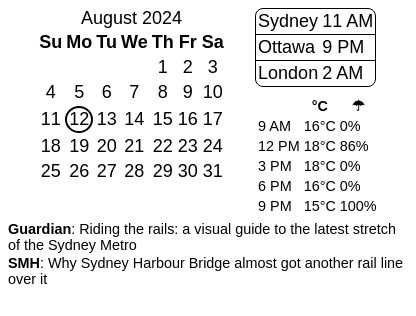 August 2024
Su Mo Tu We Th Fr Sa
1 2 3
4 5 6 7 8 9 10
11 12 13 14 15 16 17
18 19 20 21 22 23 24
25 26 27 28 29 30 31
Sydney 11 AM
Ottawa 9 PM
London 2 AM
°C ☂
9 AM 16°C 0%
12 PM 18°C 86%
3 PM 18°C 0%
6 PM 16°C 0%
9 PM 15°C 100%
Guardian: Riding the rails: a visual guide to the latest stretch
of the Sydney Metro
SMH: Why Sydney Harbour Bridge almost got another rail line
over it